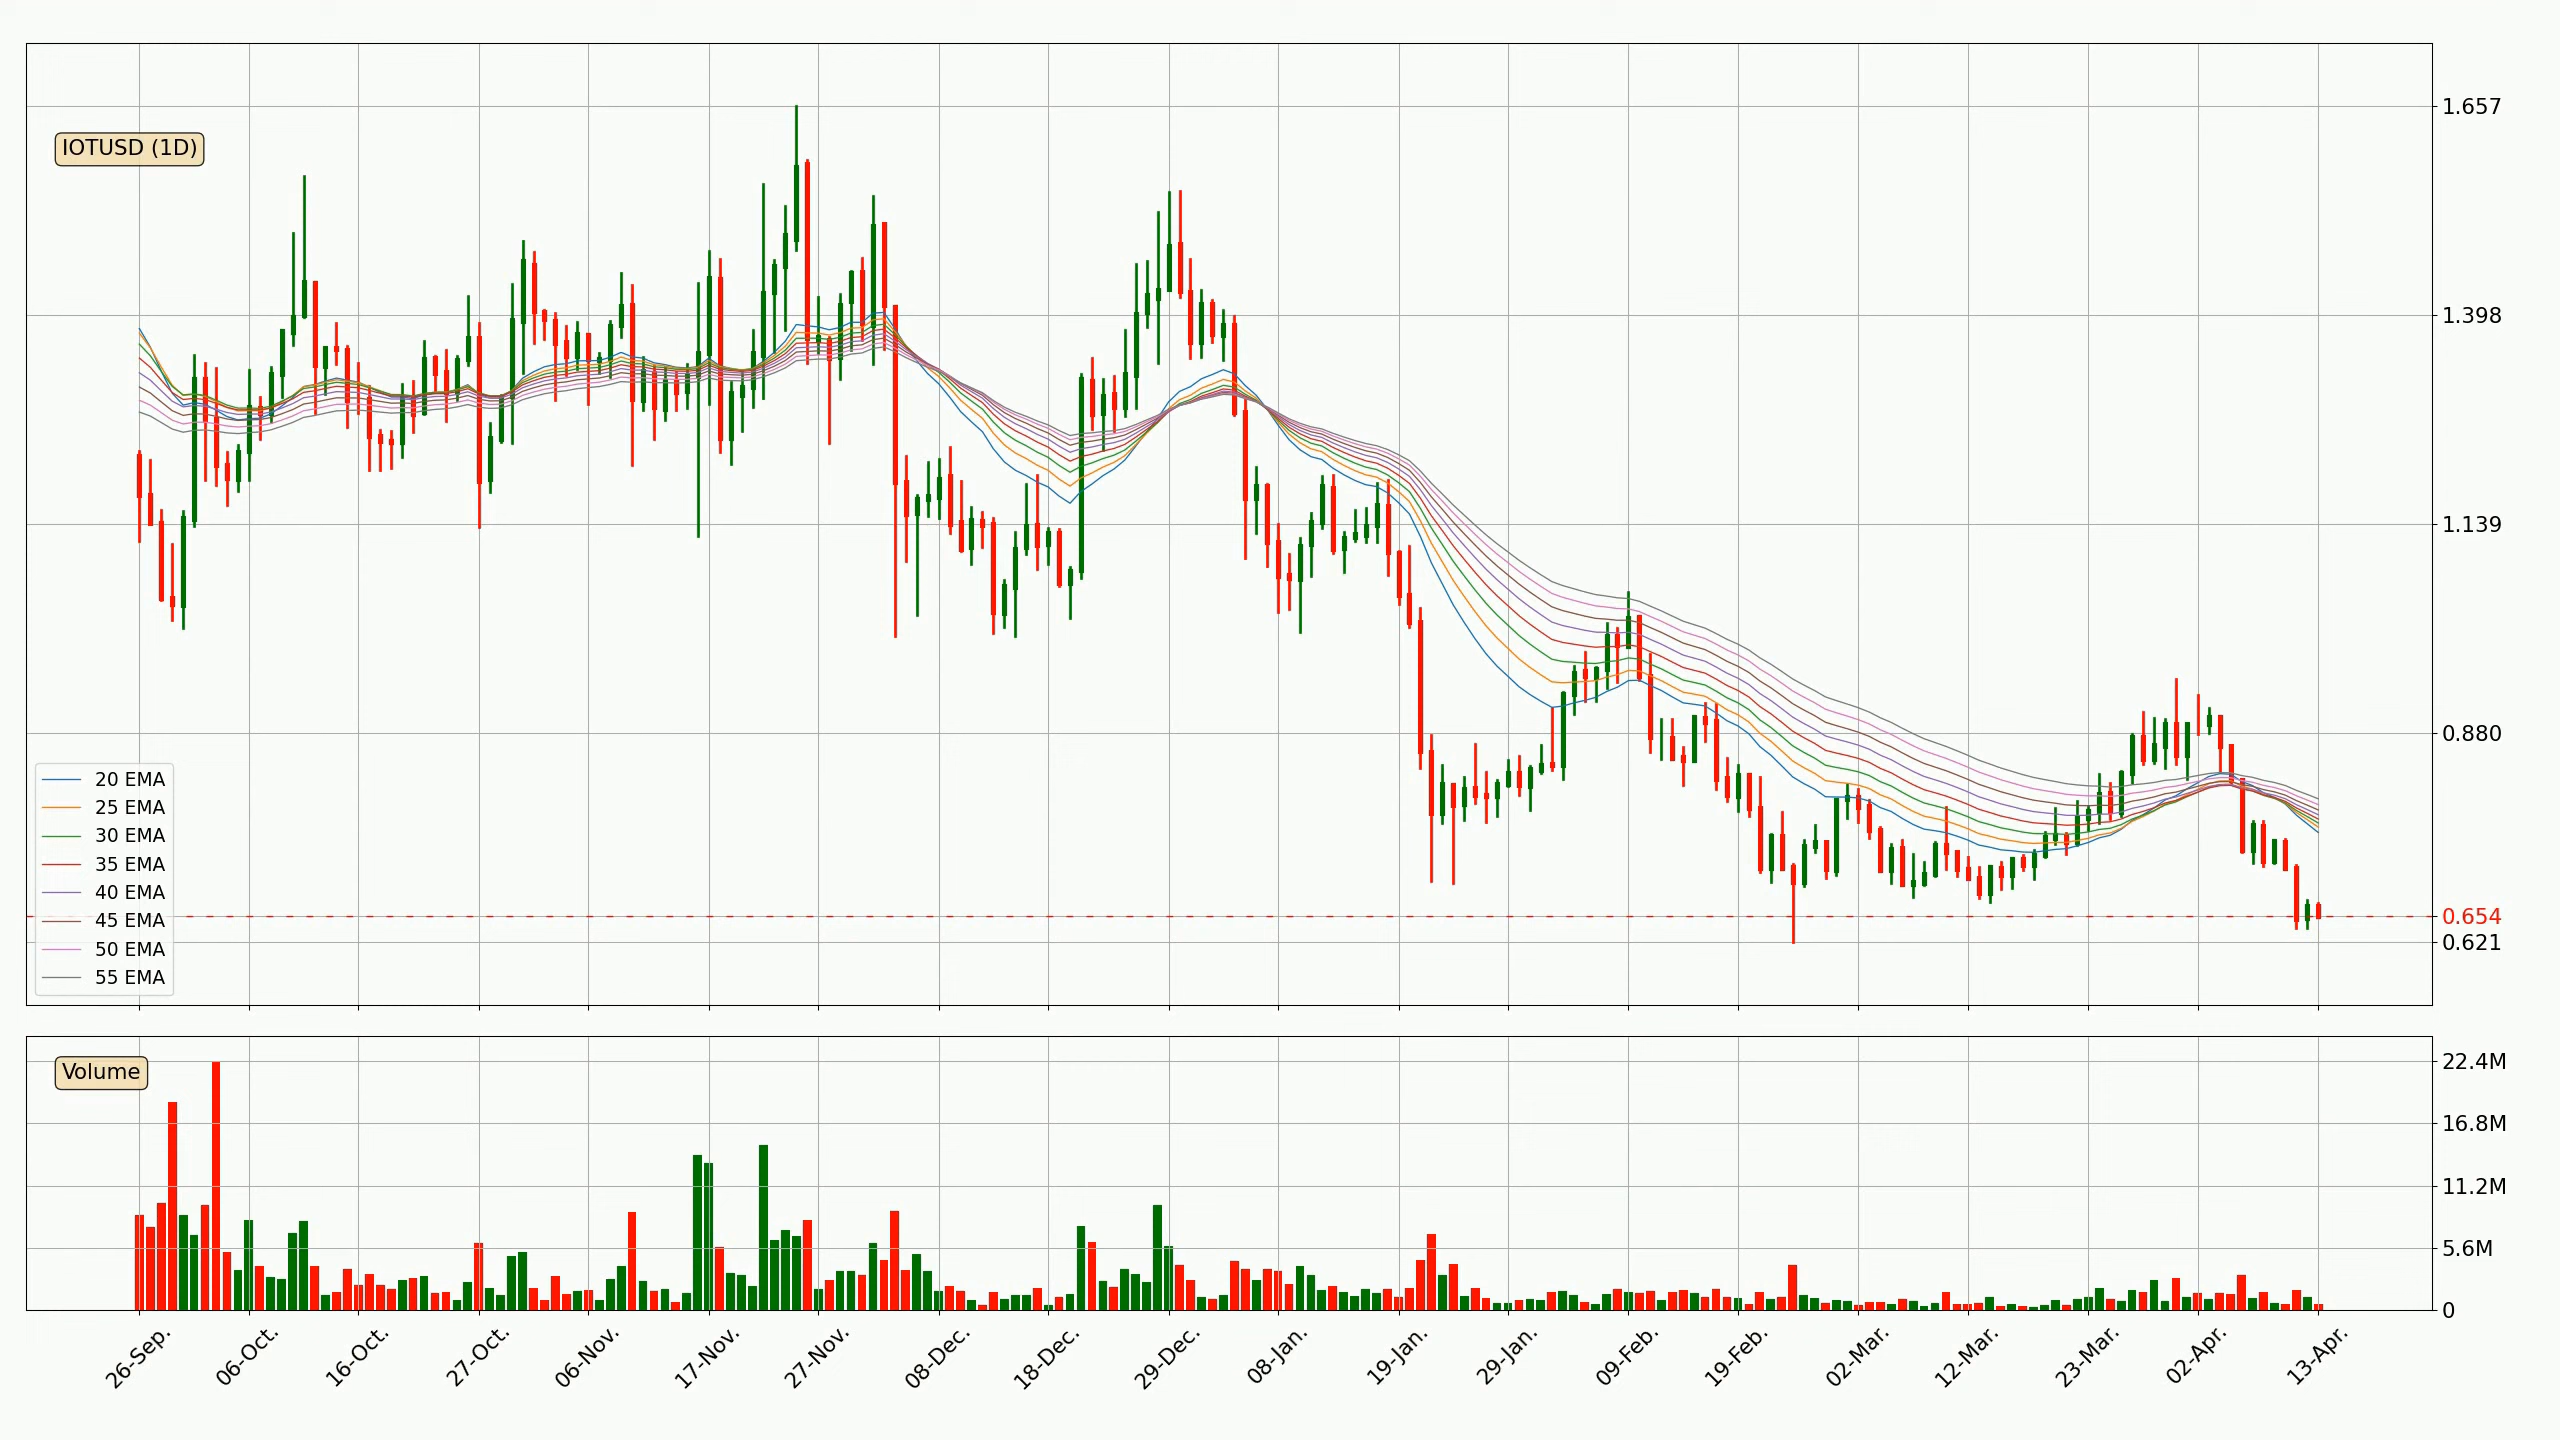 IOTUSD (1D)
1.657
1.398
1.139
0.880
0.654
0.621
20 EMA
25 EMA
30 EMA
35 EMA
40 EMA
45 EMA
50 EMA
55 EMA
Volume
22.4M
16.8M
11.2M
5.6M
0
26-Sep.
06-Oct.
16-Oct.
27-Oct.
06-Nov.
17-Nov.
27-Nov.
08-Dec.
18-Dec.
29-Dec.
08-Jan.
19-Jan.
29-Jan.
09-Feb.
19-Feb.
02-Mar.
12-Mar.
23-Mar.
02-Apr.
13-Apr.